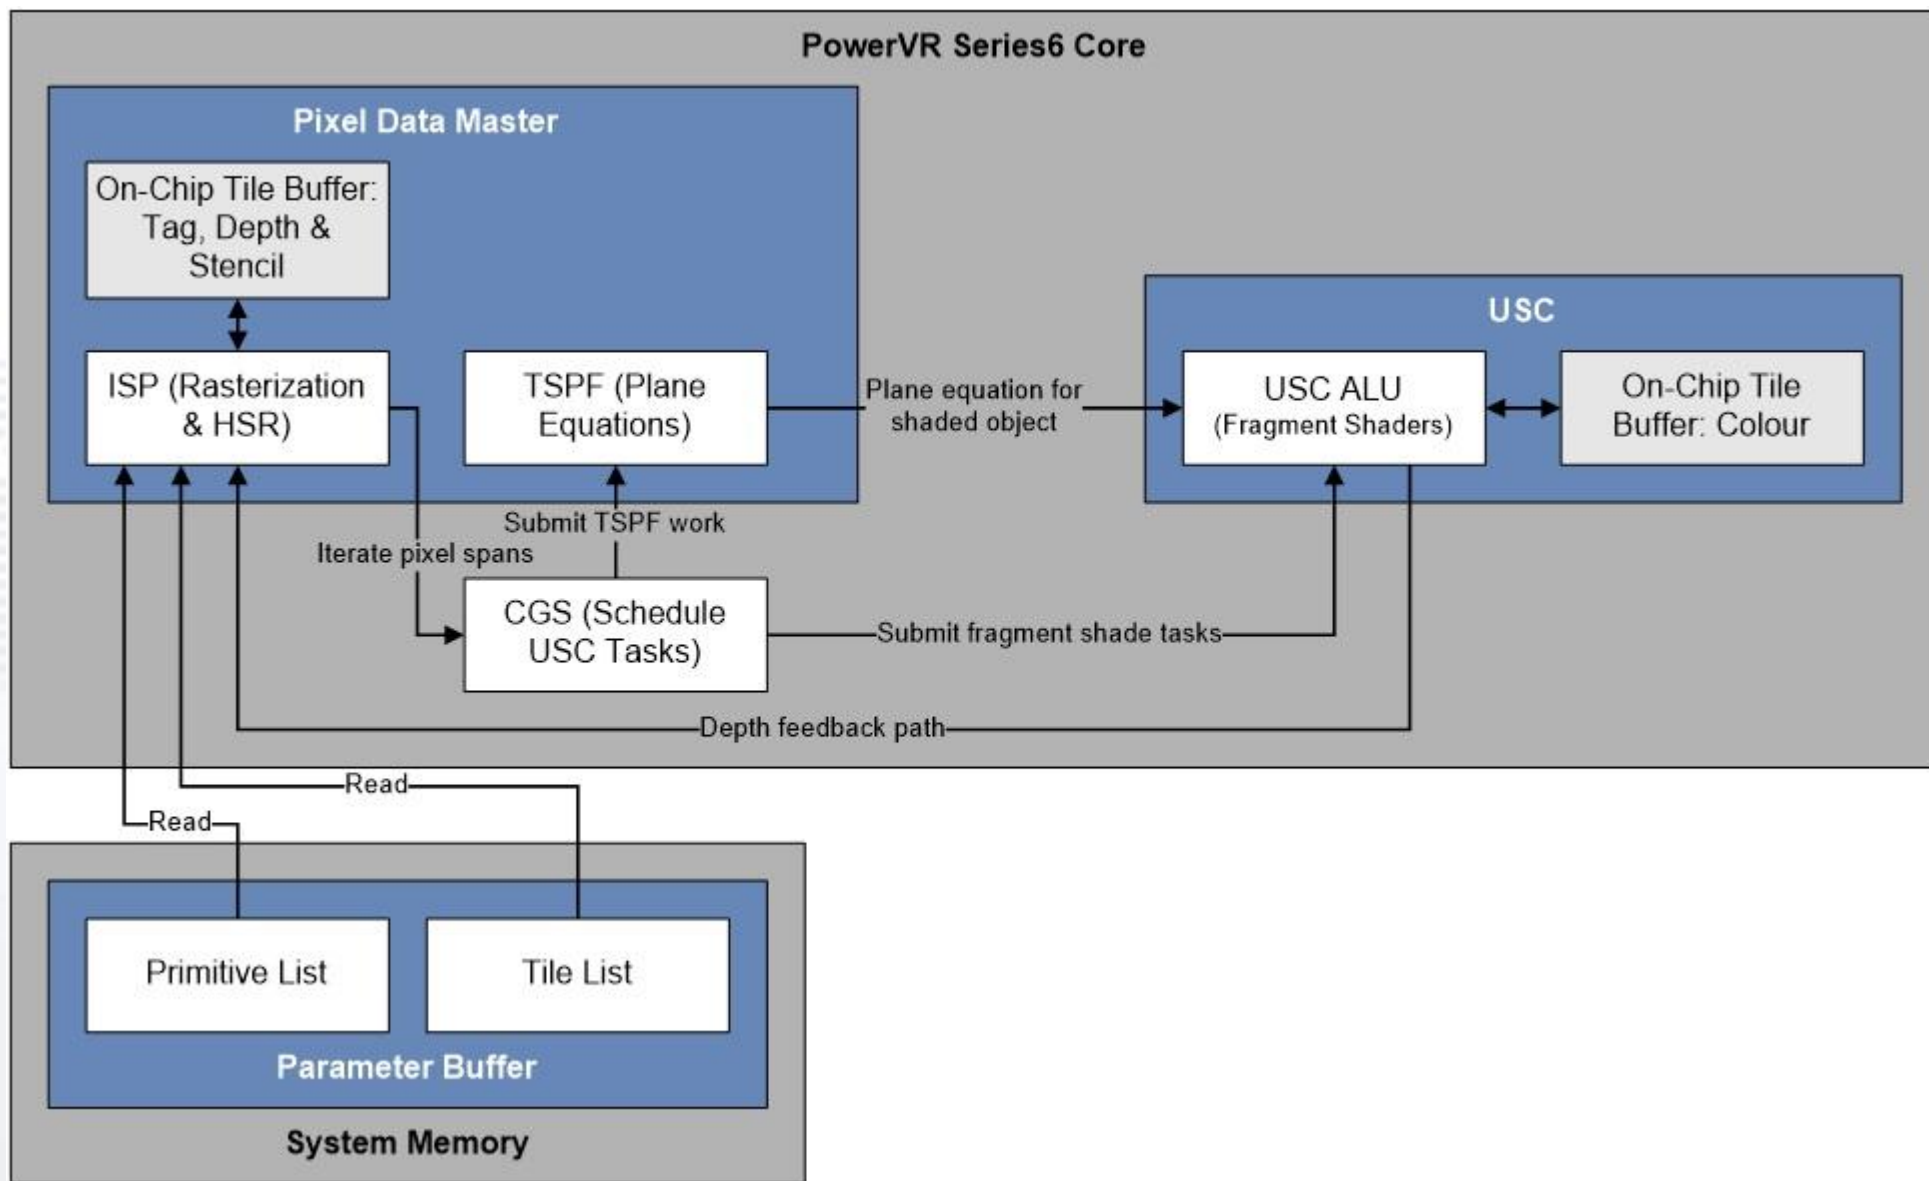 PowerVR Series6 Core
Pixel Data Master
On-Chip Tile Buffer:
Tag, Depth &
Stencil
ISP (Rasterization
& HSR)
TSPF (Plane
Equations)
Plane equation for
shaded object
USC
USC ALU
(Fragment Shaders)
On-Chip Tile
Buffer: Colour
Submit TSPF work
Iterate pixel spans
CGS (Schedule
USC Tasks)
Submit fragment shade tasks
Depth feedback path
Read
Read
Primitive List
Tile List
Parameter Buffer
System Memory